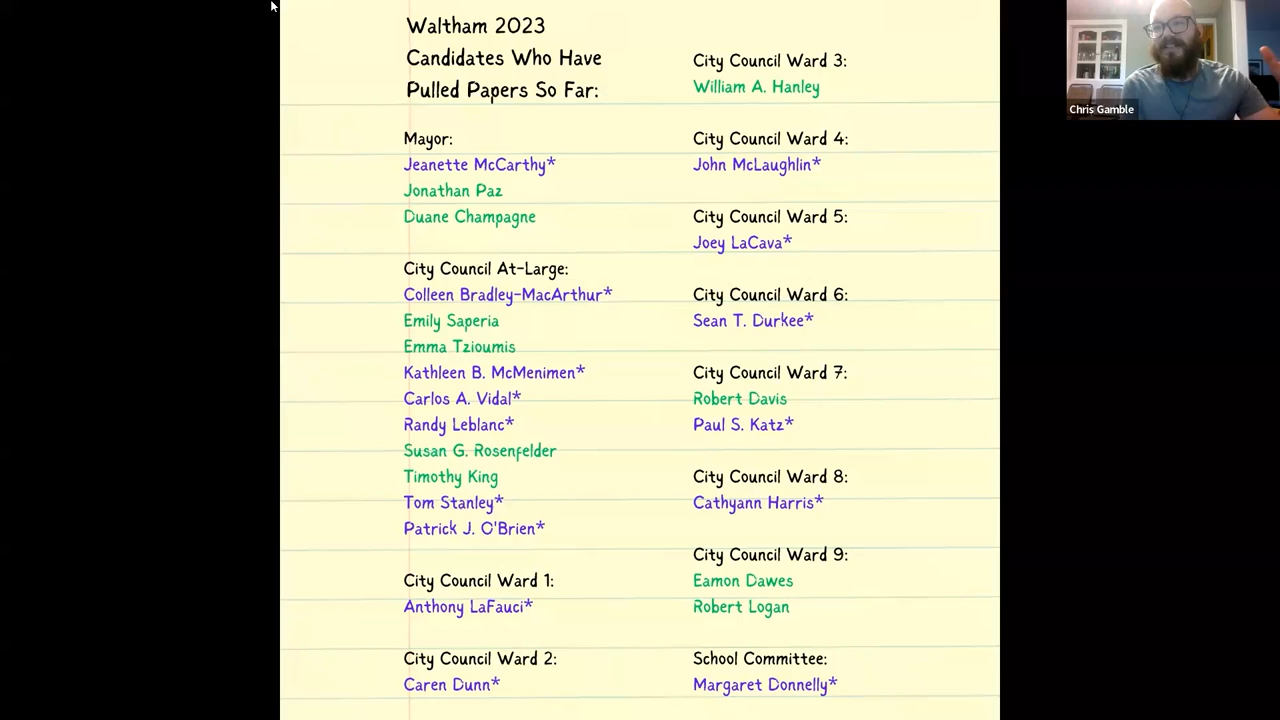 Waltham 2023
Candidates Who Have
Pulled Papers So Far:
Mayor:
Jeanette McCarthy*
Jonathan Paz
Duane Champagne
City Council At-Large:
Colleen Bradley-MacArthur*
Emily Saperia
Emma Tzioumis
Kathleen B. McMenimen*
Carlos A. Vidal*
Randy Leblanc*
Susan G. Rosenfelder
Timothy King
Tom Stanley*
Patrick J. O'Brien*
City Council Ward 1:
Anthony LaFauci*
City Council Ward 2:
Caren Dunn*
City Council Ward 3:
William A. Hanley
City Council Ward 4:
John McLaughlin*
City Council Ward 5:
Joey LaCava*
City Council Ward 6:
Sean T. Durkee*
City Council Ward 7:
Robert Davis
Paul S. Katz*
City Council Ward 8:
Cathyann Harris*
City Council Ward 9:
Eamon Dawes
Robert Logan
School Committee:
Margaret Donnelly*
Chris Gamble